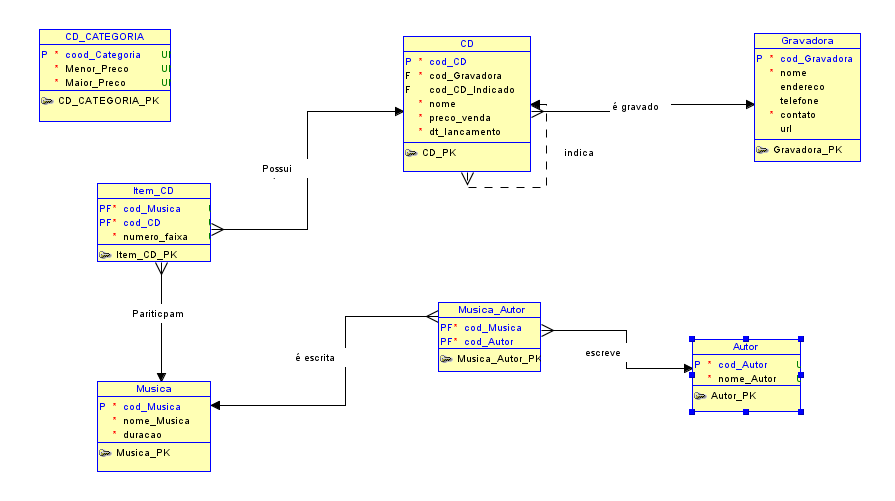 CD_CATEGORIA
P * cood_Categoria U
* Menor_Preco U
* Maior_Preco U
CD_CATEGORIA_PK
CD
P * cod_CD
F * cod_Gravadora
F cod_CD_Indicado
* nome
* preco_venda
* dt_lancamento
CD_PK
Gravadora
P * cod_Gravadora
* nome
endereco
telefone
* contato
url
Gravadora_PK
é gravado
indica
Possui
Item_CD
PF* cod_Musica
PF* cod_CD
* numero_faixa
Item_CD_PK
Pariticpam
é escrita
Musica_Autor
PF* cod_Musica
PF* cod_Autor
Musica_Autor_PK
escreve
Autor
P * cod_Autor
* nome_Autor
Autor_PK
Musica
P * cod_Musica
* nome_Musica
* duracao
Musica_PK